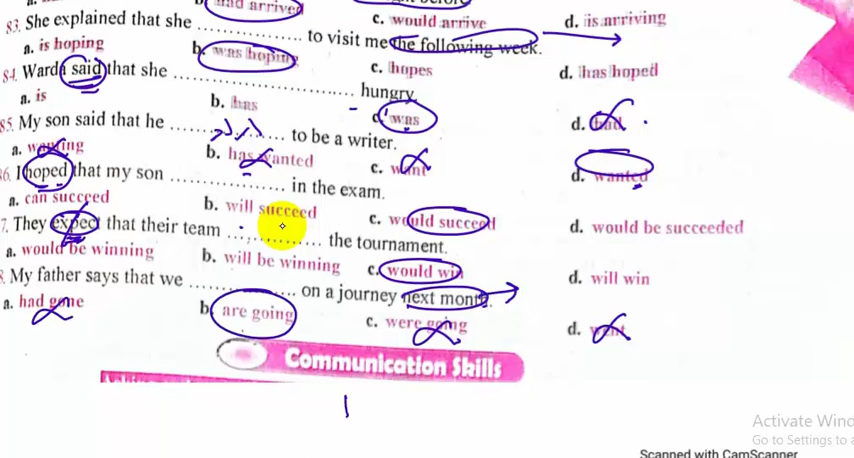 b. had arrived c. would arrive d. is arriving
83. She explained that she .................. to visit me the following week.
a. is hoping b. was hoping c. hopes d. has hoped
84. Warda said that she .................. hungry.
a. is b. has c. was d. had
85. My son said that he .................. to be a writer.
a. wanting b. has wanted c. want d. wanted
86. I hoped that my son .................. in the exam.
a. can succeed b. will succeed c. would succeed d. would be succeeded
7. They expect that their team .................. the tournament.
a. would be winning b. will be winning c. would win d. will win
8. My father says that we .................. on a journey next month.
a. had gone b. are going c. were going d. went
Communication Skills
Activate Wind
Go to Settings to a
Scanned with CamScanner